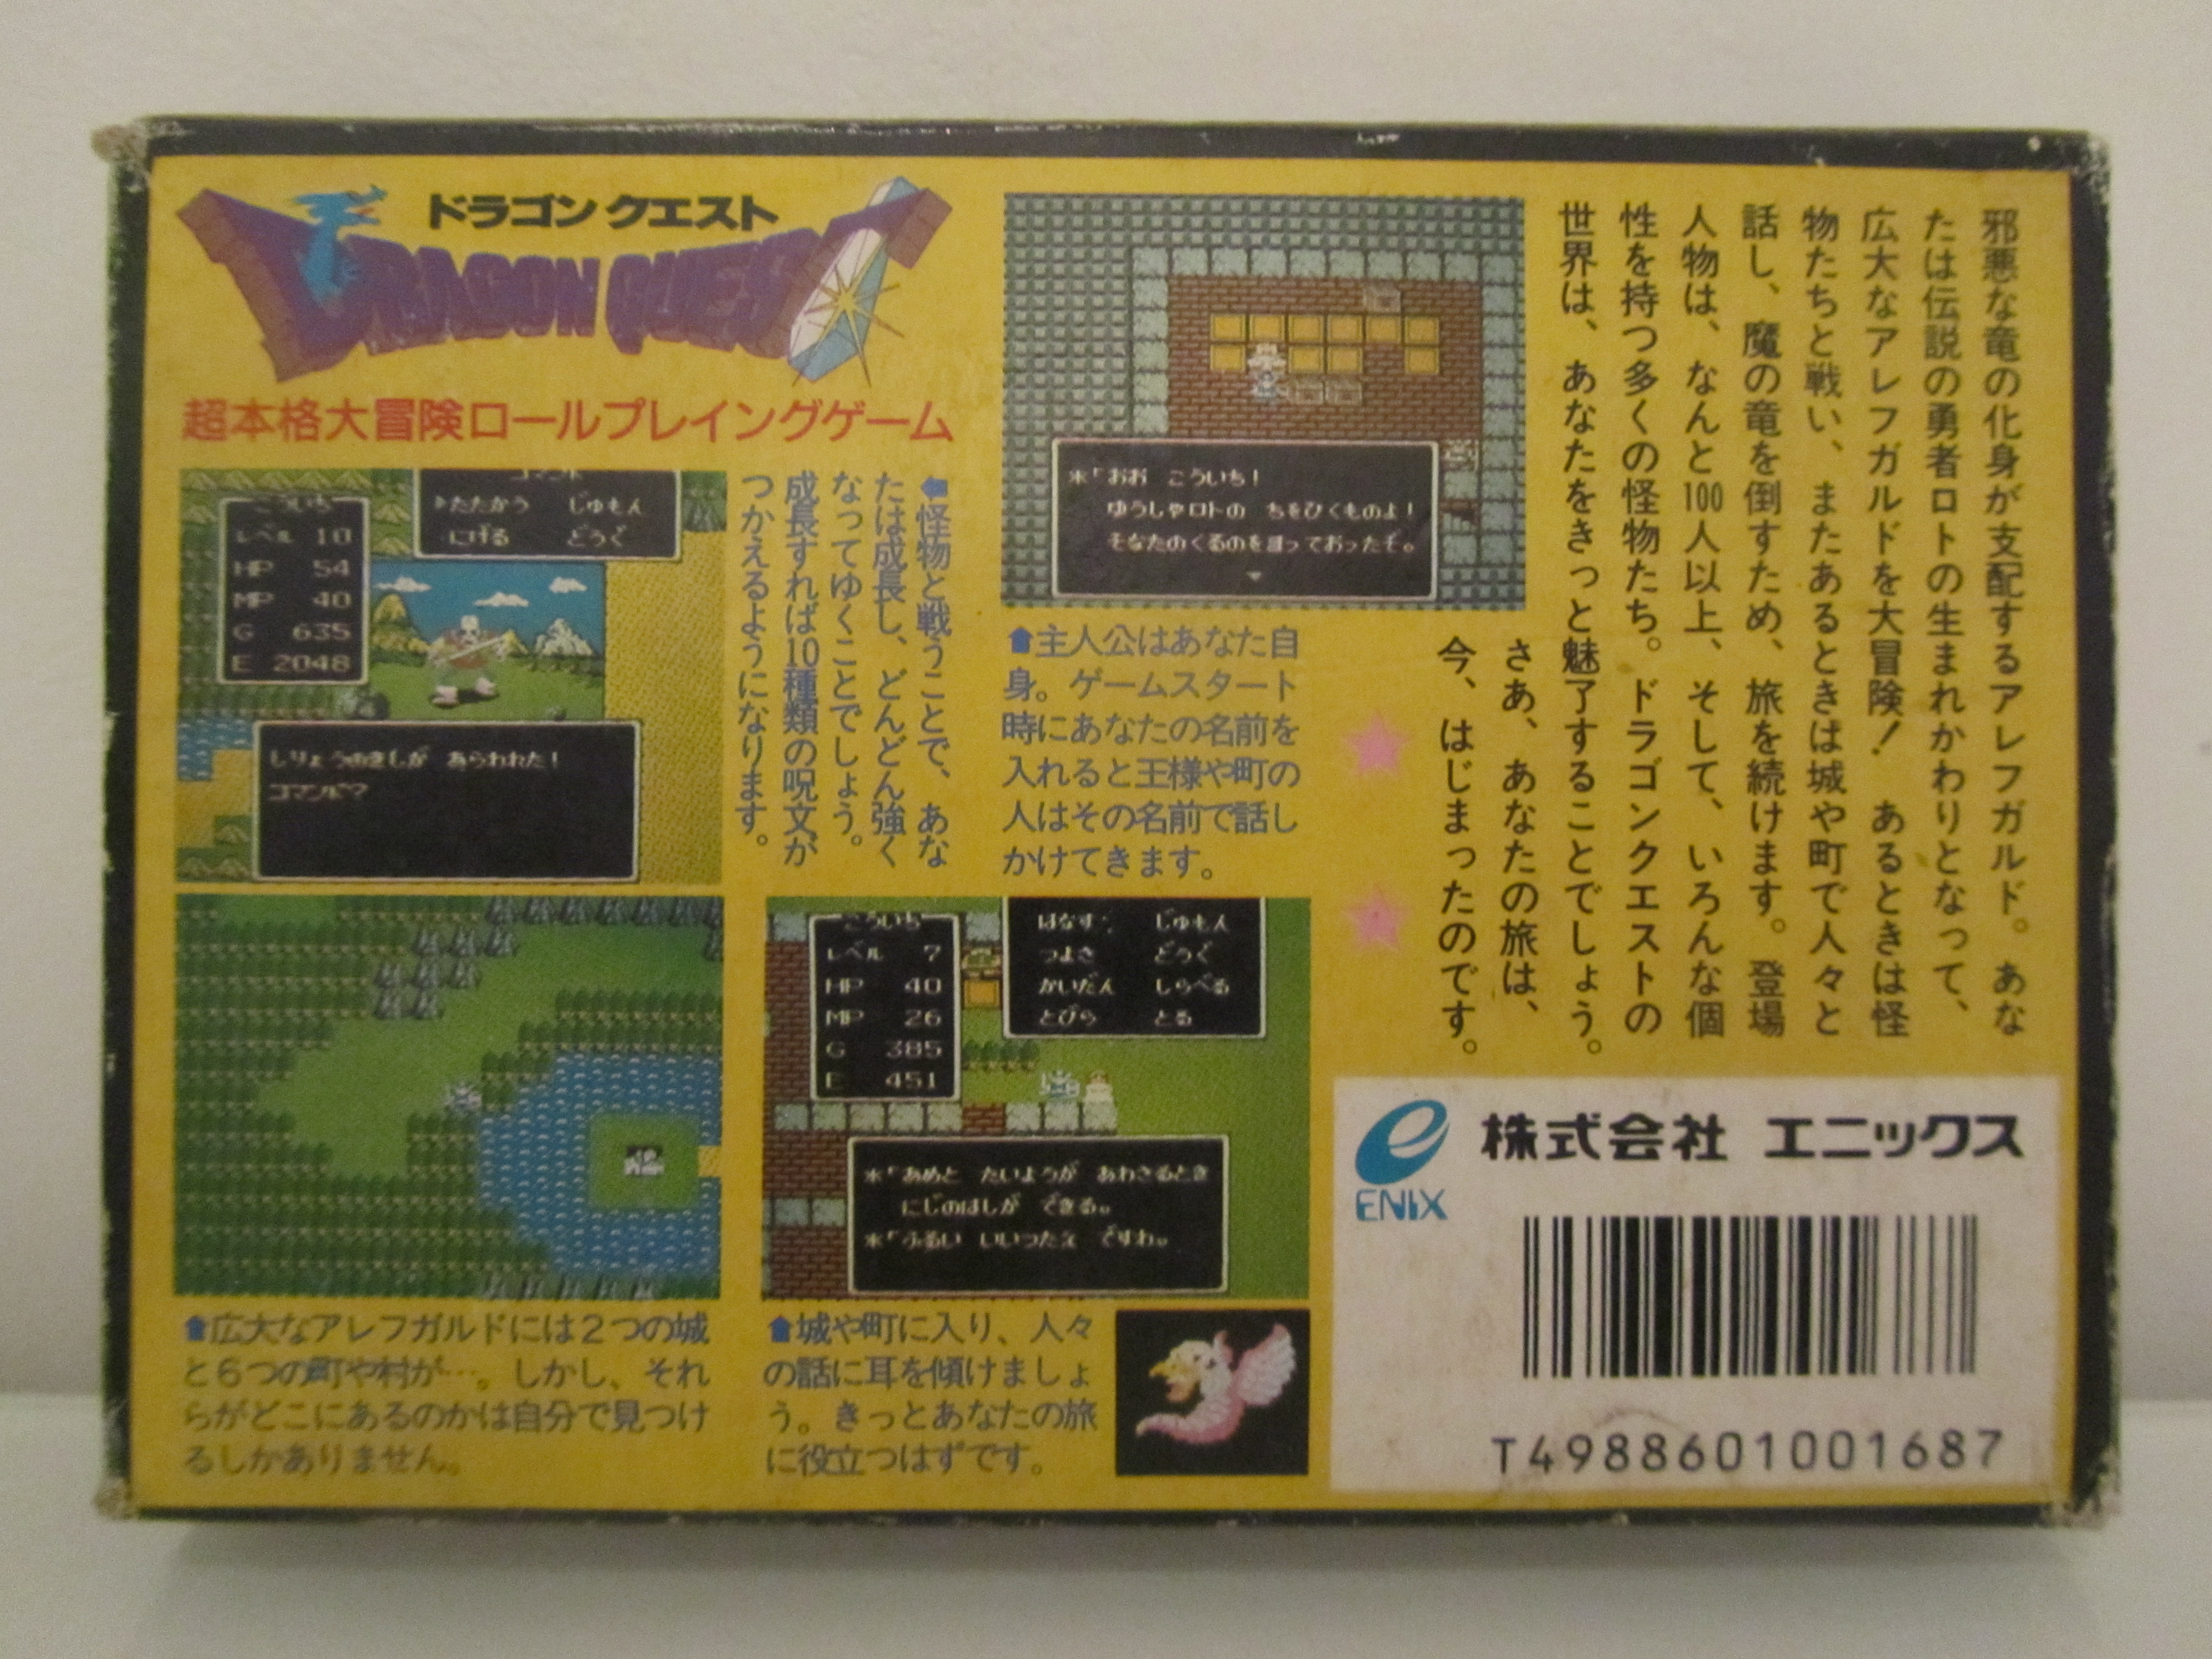 ドラゴンクエスト
DRAGON QUEST
超本格大冒険ロールプレイングゲーム
邪悪な竜の化身が支配するアレフガルド。あな
たは伝説の勇者ロトの生まれかわりとなって、
広大なアレフガルドを大冒険！ あるときは怪
物たちと戦い、またあるときは城や町で人々と
話し、魔の竜を倒すため、旅を続けます。登場
人物は、なんと100人以上、そして、いろんな個
性を持つ多くの怪物たち。ドラゴンクエストの
世界は、あなたをきっと魅了することでしょう。
さあ、あなたの旅は、
今、はじまったのです。
＊「おお こういち！
ゆうしゃロトの ちをひくものよ！
そなたのくるのを まっておったぞ。
⬆主人公はあなた自
身。ゲームスタート
時にあなたの名前を
入れると王様や町の
人はその名前で話し
かけてきます。
こういち
レベル 10
HP 54
MP 40
G 635
E 2048
コマンド
たたかう じゅもん
にげる どうぐ
しりょうのきしが あらわれた！
コマンド？
⬅怪物と戦うことで、あな
たは成長し、どんどん強く
なってゆくことでしょう。
成長すれば10種類の呪文が
つかえるようになります。
⬆広大なアレフガルドには２つの城
と６つの町や村が…。しかし、それ
らがどこにあるのかは自分で見つけ
るしかありません。
こういち
レベル 7
HP 40
MP 26
G 385
E 451
はなす じゅもん
つよさ どうぐ
かいだん しらべる
とびら とる
＊「あめと たいようが あわさるとき
にじのはしが できる。
＊「ふるい いいつたえ ですわ。
⬆城や町に入り、人々
の話に耳を傾けましょ
う。きっとあなたの旅
に役立つはずです。
ENIX
株式会社 エニックス
T4988601001687